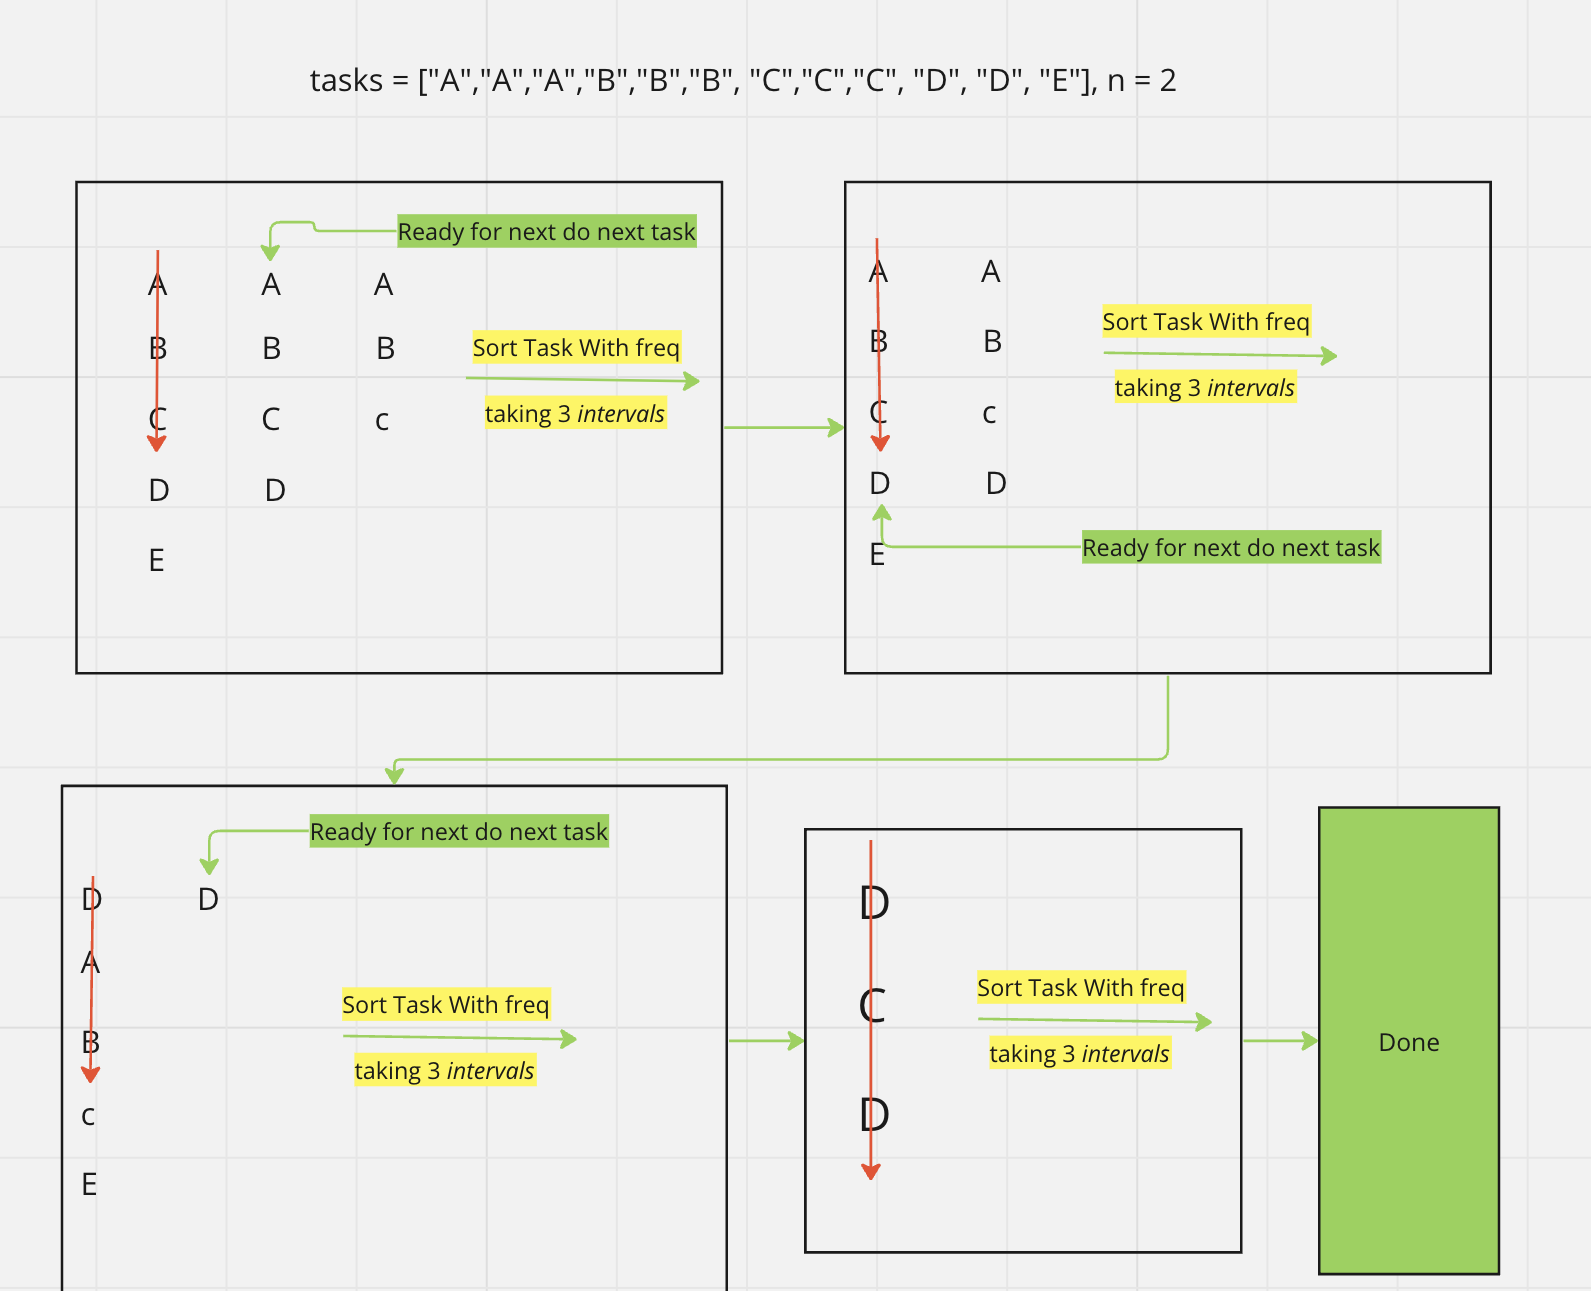 tasks = ["A","A","A","B","B","B", "C","C","C", "D", "D", "E"], n = 2
Ready for next do next task
A A A
B B B
Sort Task With freq
C C c
taking 3 intervals
D D
E
A A
Sort Task With freq
B B
taking 3 intervals
C c
D D
Ready for next do next task
E
Ready for next do next task
D D
A
Sort Task With freq
B
taking 3 intervals
c
E
D
Sort Task With freq
C
taking 3 intervals
D
Done